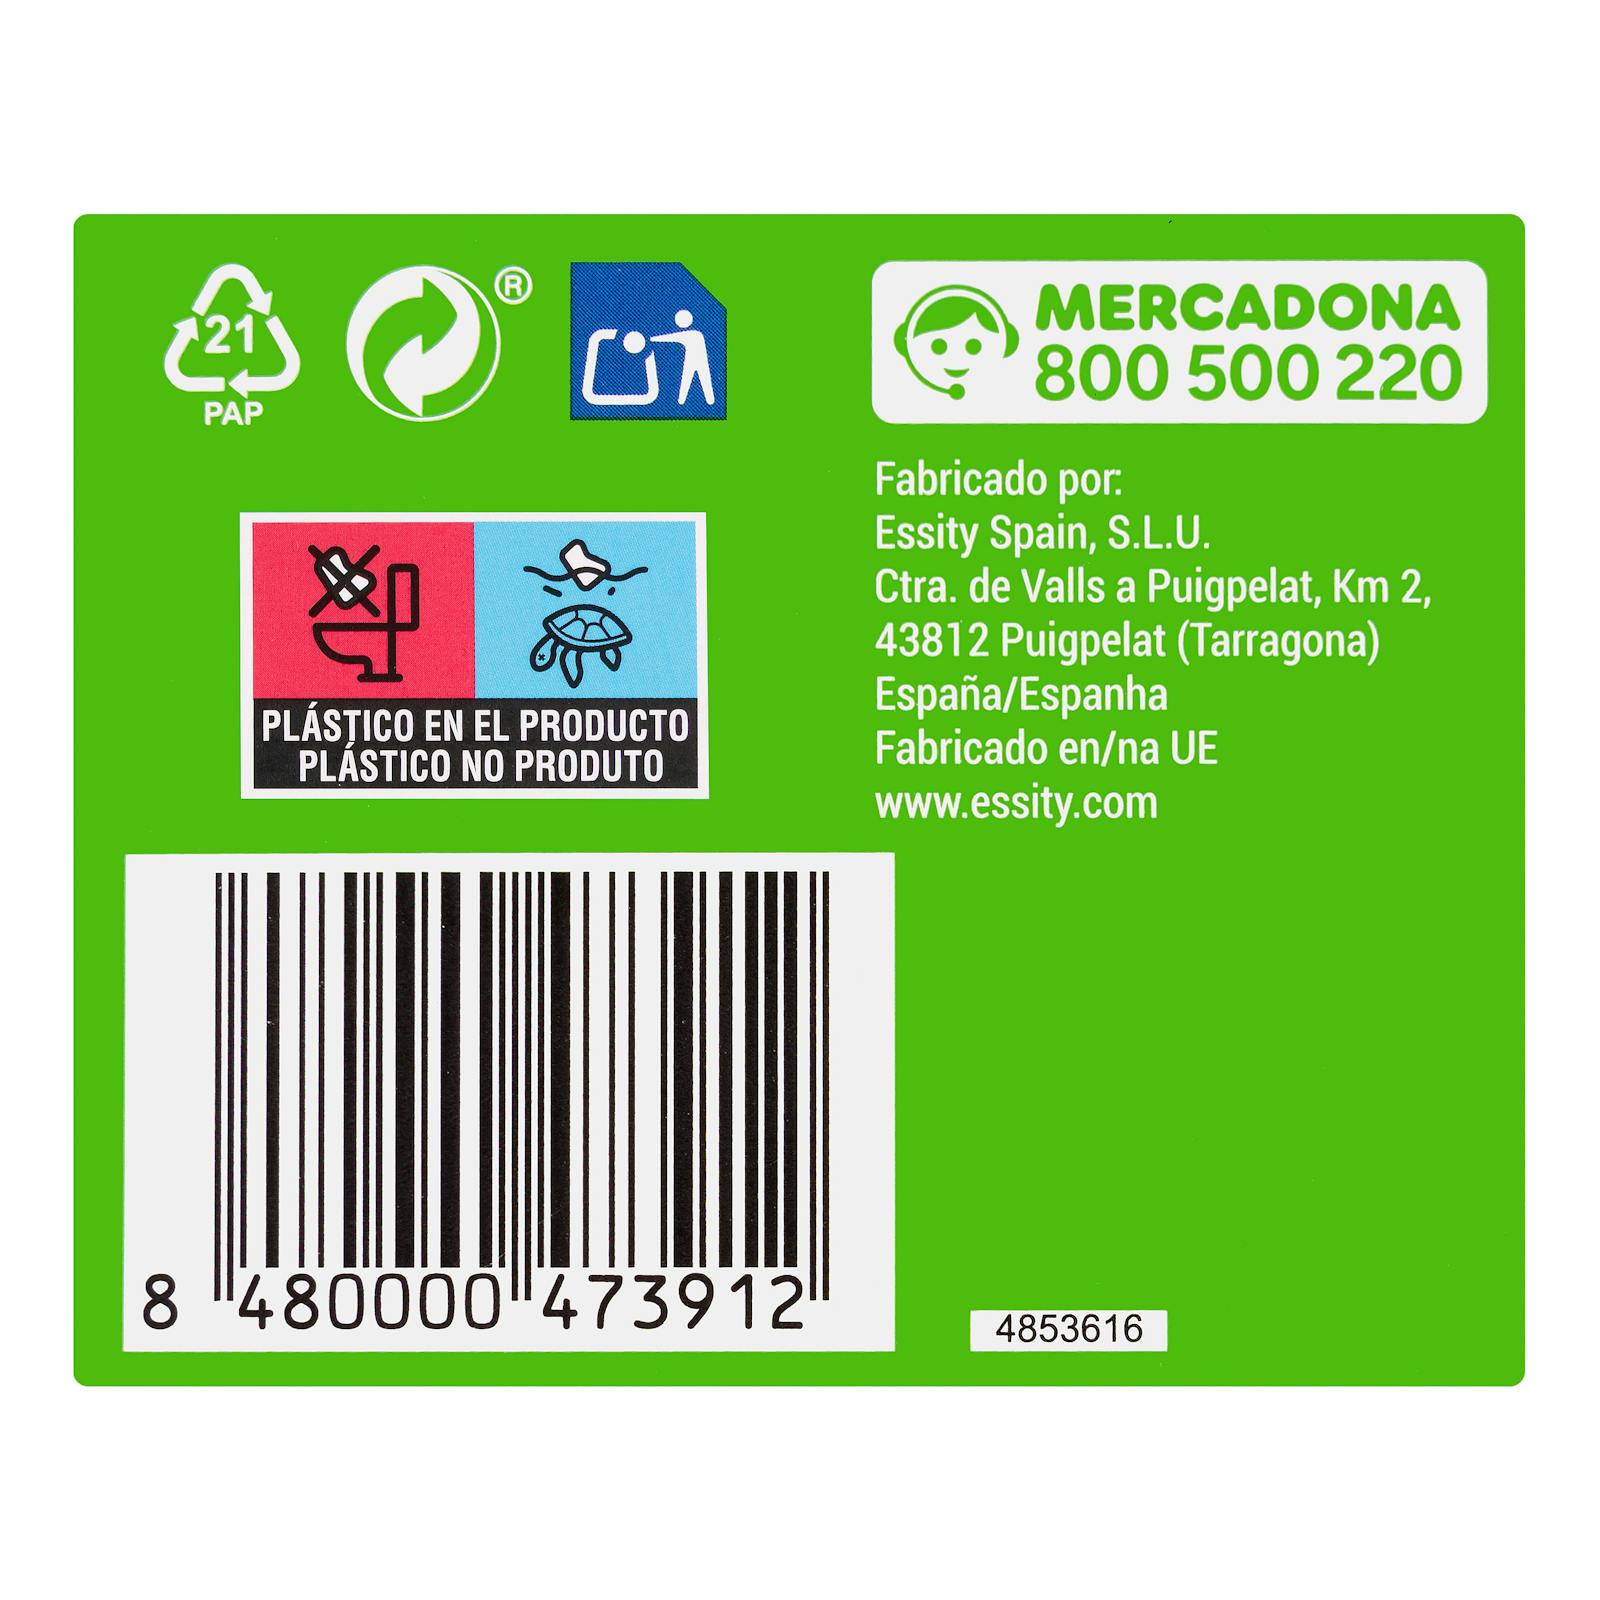 21
PAP
®
MERCADONA
800 500 220
Fabricado por:
Essity Spain, S.L.U.
Ctra. de Valls a Puigpelat, Km 2,
43812 Puigpelat (Tarragona)
España/Espanha
Fabricado en/na UE
www.essity.com
PLÁSTICO EN EL PRODUCTO
PLÁSTICO NO PRODUTO
8 480000 473912
4853616